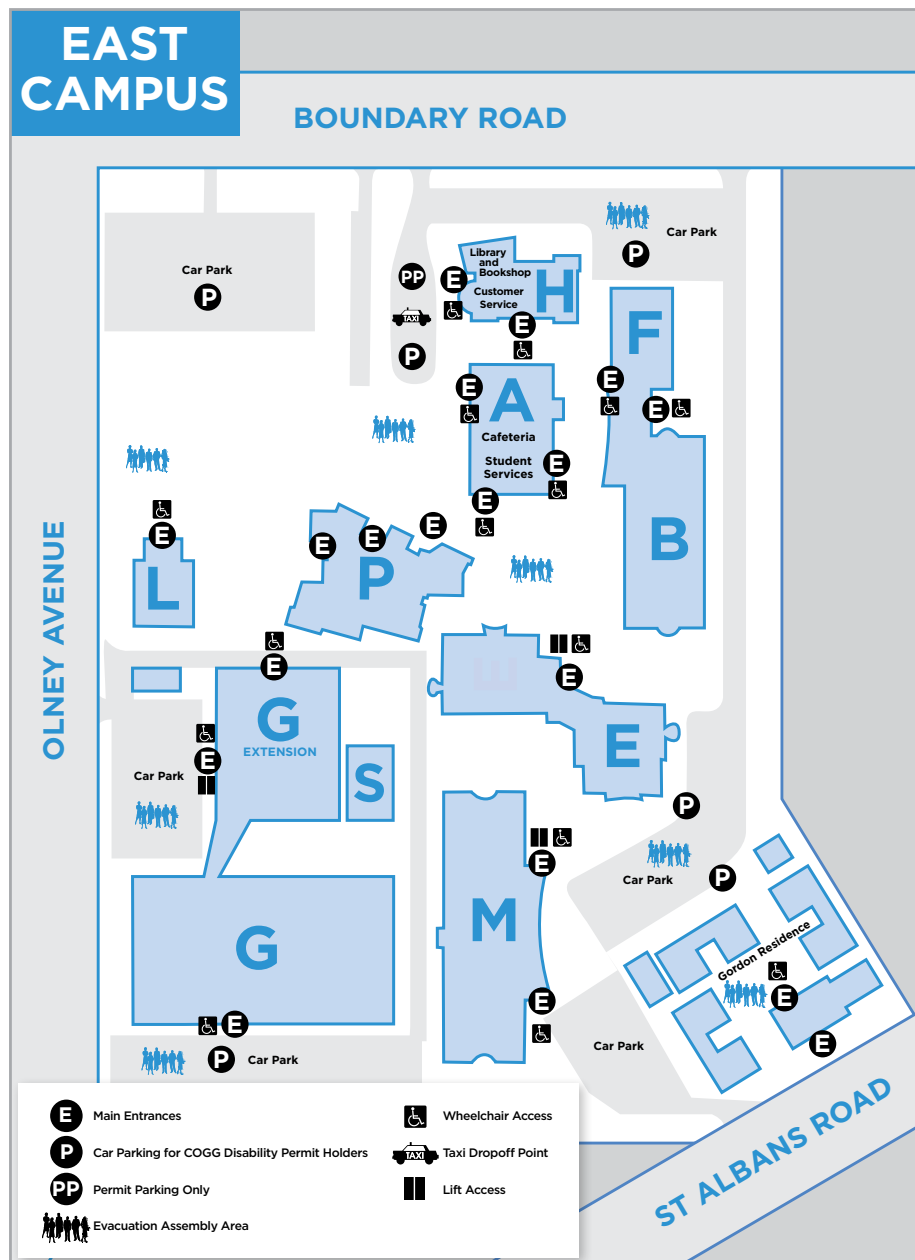 EAST
CAMPUS
BOUNDARY ROAD
OLNEY AVENUE
ST ALBANS ROAD
Car Park
P
PP
TAXI
P
Library
and
Bookshop
Customer
Service
H
E
E
Car Park
P
F
E
E
B
A
Cafeteria
Student
Services
E
E
E
L
E
P
E
E
E
G
EXTENSION
E
E
S
Car Park
E
E
E
P
Car Park
P
M
E
E
G
E
P
Car Park
Car Park
Gordon Residence
E
E
E
Main Entrances
P
Car Parking for COGG Disability Permit Holders
PP
Permit Parking Only
Evacuation Assembly Area
Wheelchair Access
TAXI
Taxi Dropoff Point
Lift Access